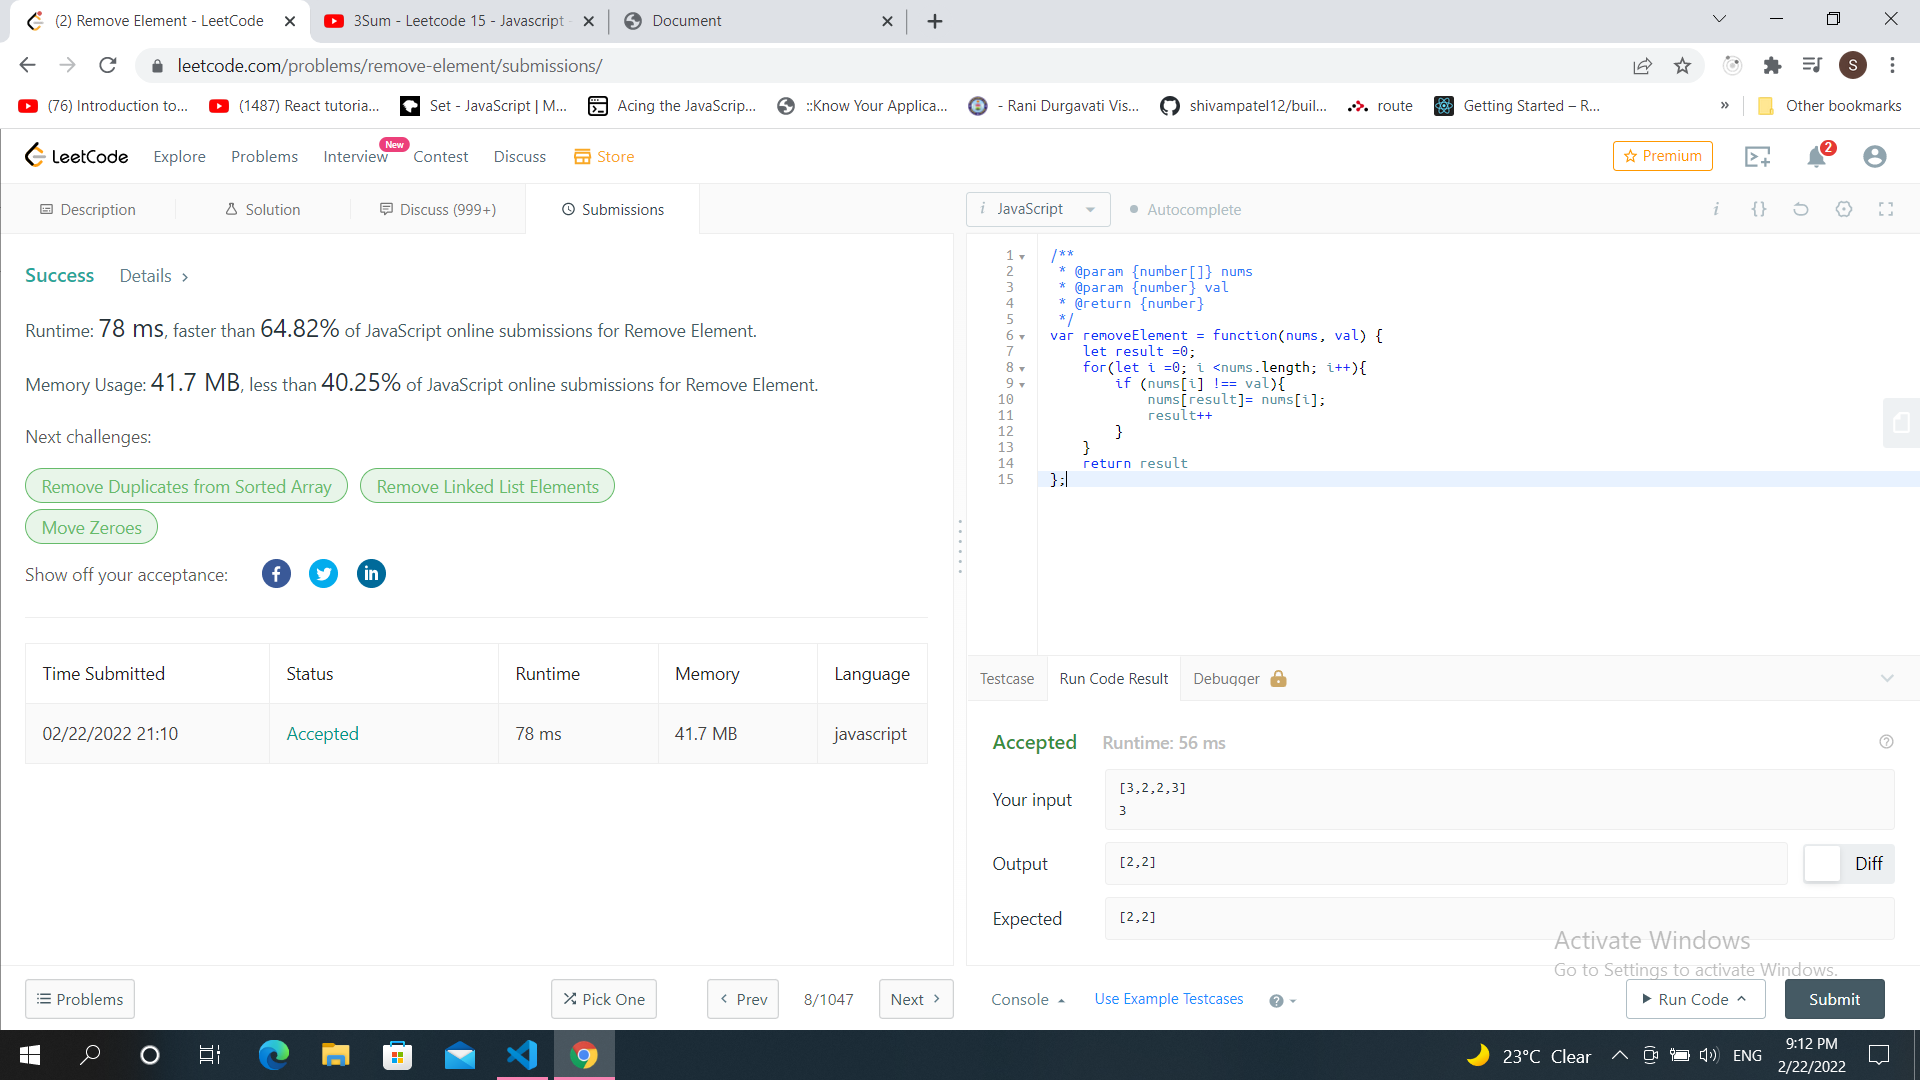 (2) Remove Element - LeetCode
3Sum - Leetcode 15 - Javascript
Document
leetcode.com/problems/remove-element/submissions/
S
(76) Introduction to...
(1487) React tutoria...
Set - JavaScript | M...
Acing the JavaScrip...
::Know Your Applica...
- Rani Durgavati Vis...
shivampatel12/buil...
route
Getting Started – R...
»
Other bookmarks
LeetCode
Explore
Problems
Interview
New
Contest
Discuss
Store
Premium
2
Description
Solution
Discuss (999+)
Submissions
i JavaScript
Autocomplete
i {}
Success
Details >
Runtime: 78 ms, faster than 64.82% of JavaScript online submissions for Remove Element.
Memory Usage: 41.7 MB, less than 40.25% of JavaScript online submissions for Remove Element.
Next challenges:
Remove Duplicates from Sorted Array
Remove Linked List Elements
Move Zeroes
Show off your acceptance:
f
in
Time Submitted Status Runtime Memory Language
02/22/2022 21:10 Accepted 78 ms 41.7 MB javascript
1 /**
2  * @param {number[]} nums
3  * @param {number} val
4  * @return {number}
5  */
6 var removeElement = function(nums, val) {
7     let result =0;
8     for(let i =0; i <nums.length; i++){
9         if (nums[i] !== val){
10             nums[result]= nums[i];
11             result++
12         }
13     }
14     return result
15 };
Testcase
Run Code Result
Debugger
Accepted
Runtime: 56 ms
?
Your input
[3,2,2,3]
3
Output
[2,2]
Diff
Expected
[2,2]
Activate Windows
Go to Settings to activate Windows.
Problems
Pick One
< Prev
8/1047
Next >
Console
Use Example Testcases
?
Run Code
Submit
23°C Clear
ENG
9:12 PM
2/22/2022